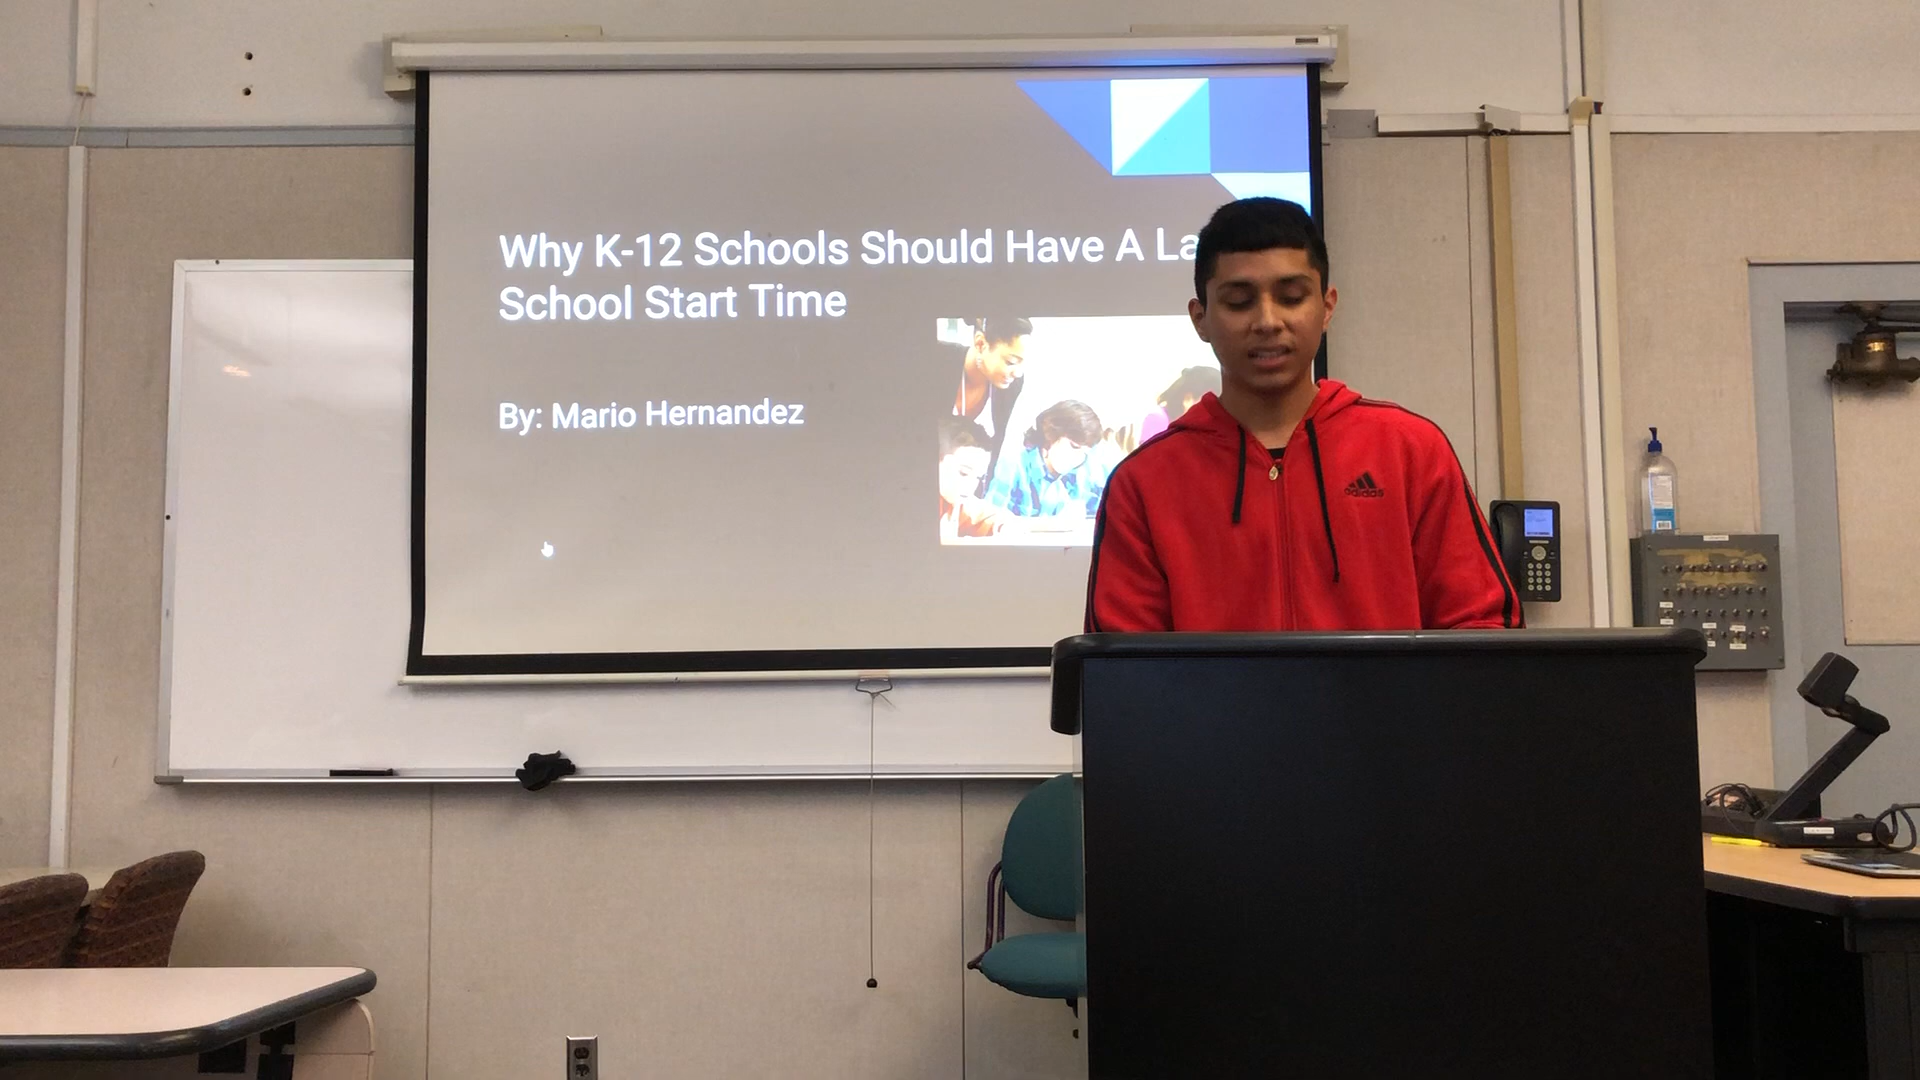 Why K-12 Schools Should Have A La
School Start Time
By: Mario Hernandez
adidas